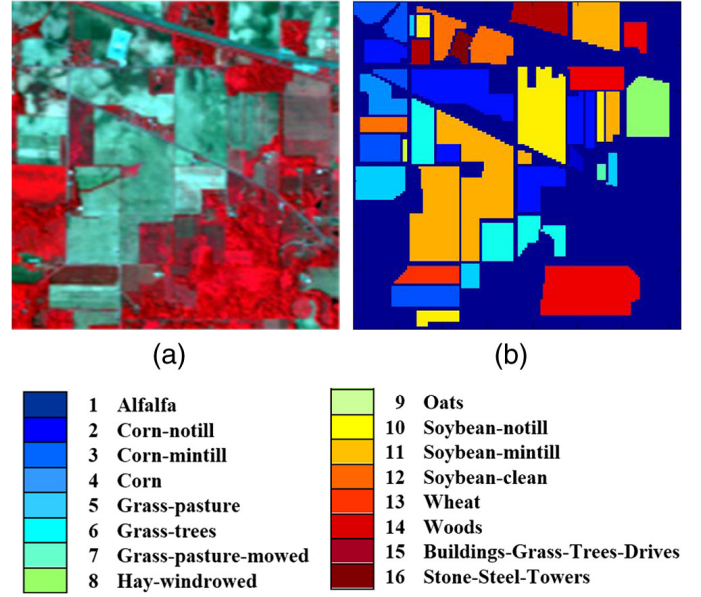 (a) (b)
1 Alfalfa
2 Corn-notill
3 Corn-mintill
4 Corn
5 Grass-pasture
6 Grass-trees
7 Grass-pasture-mowed
8 Hay-windrowed
9 Oats
10 Soybean-notill
11 Soybean-mintill
12 Soybean-clean
13 Wheat
14 Woods
15 Buildings-Grass-Trees-Drives
16 Stone-Steel-Towers